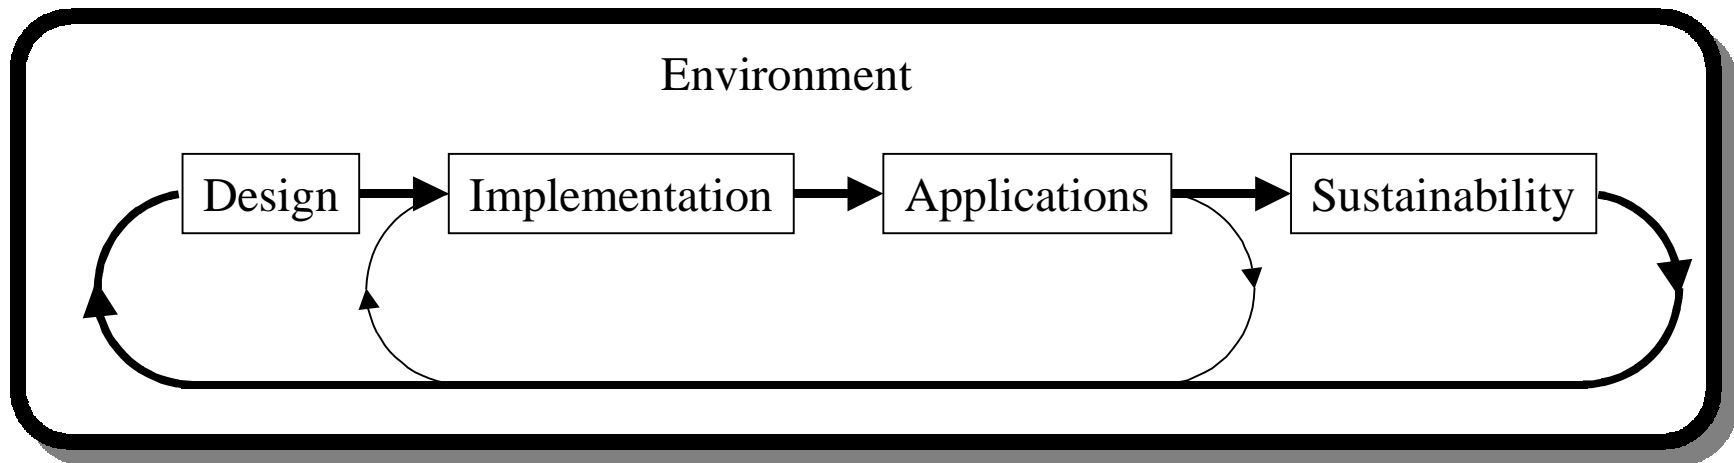 Environment
Design
Implementation
Applications
Sustainability